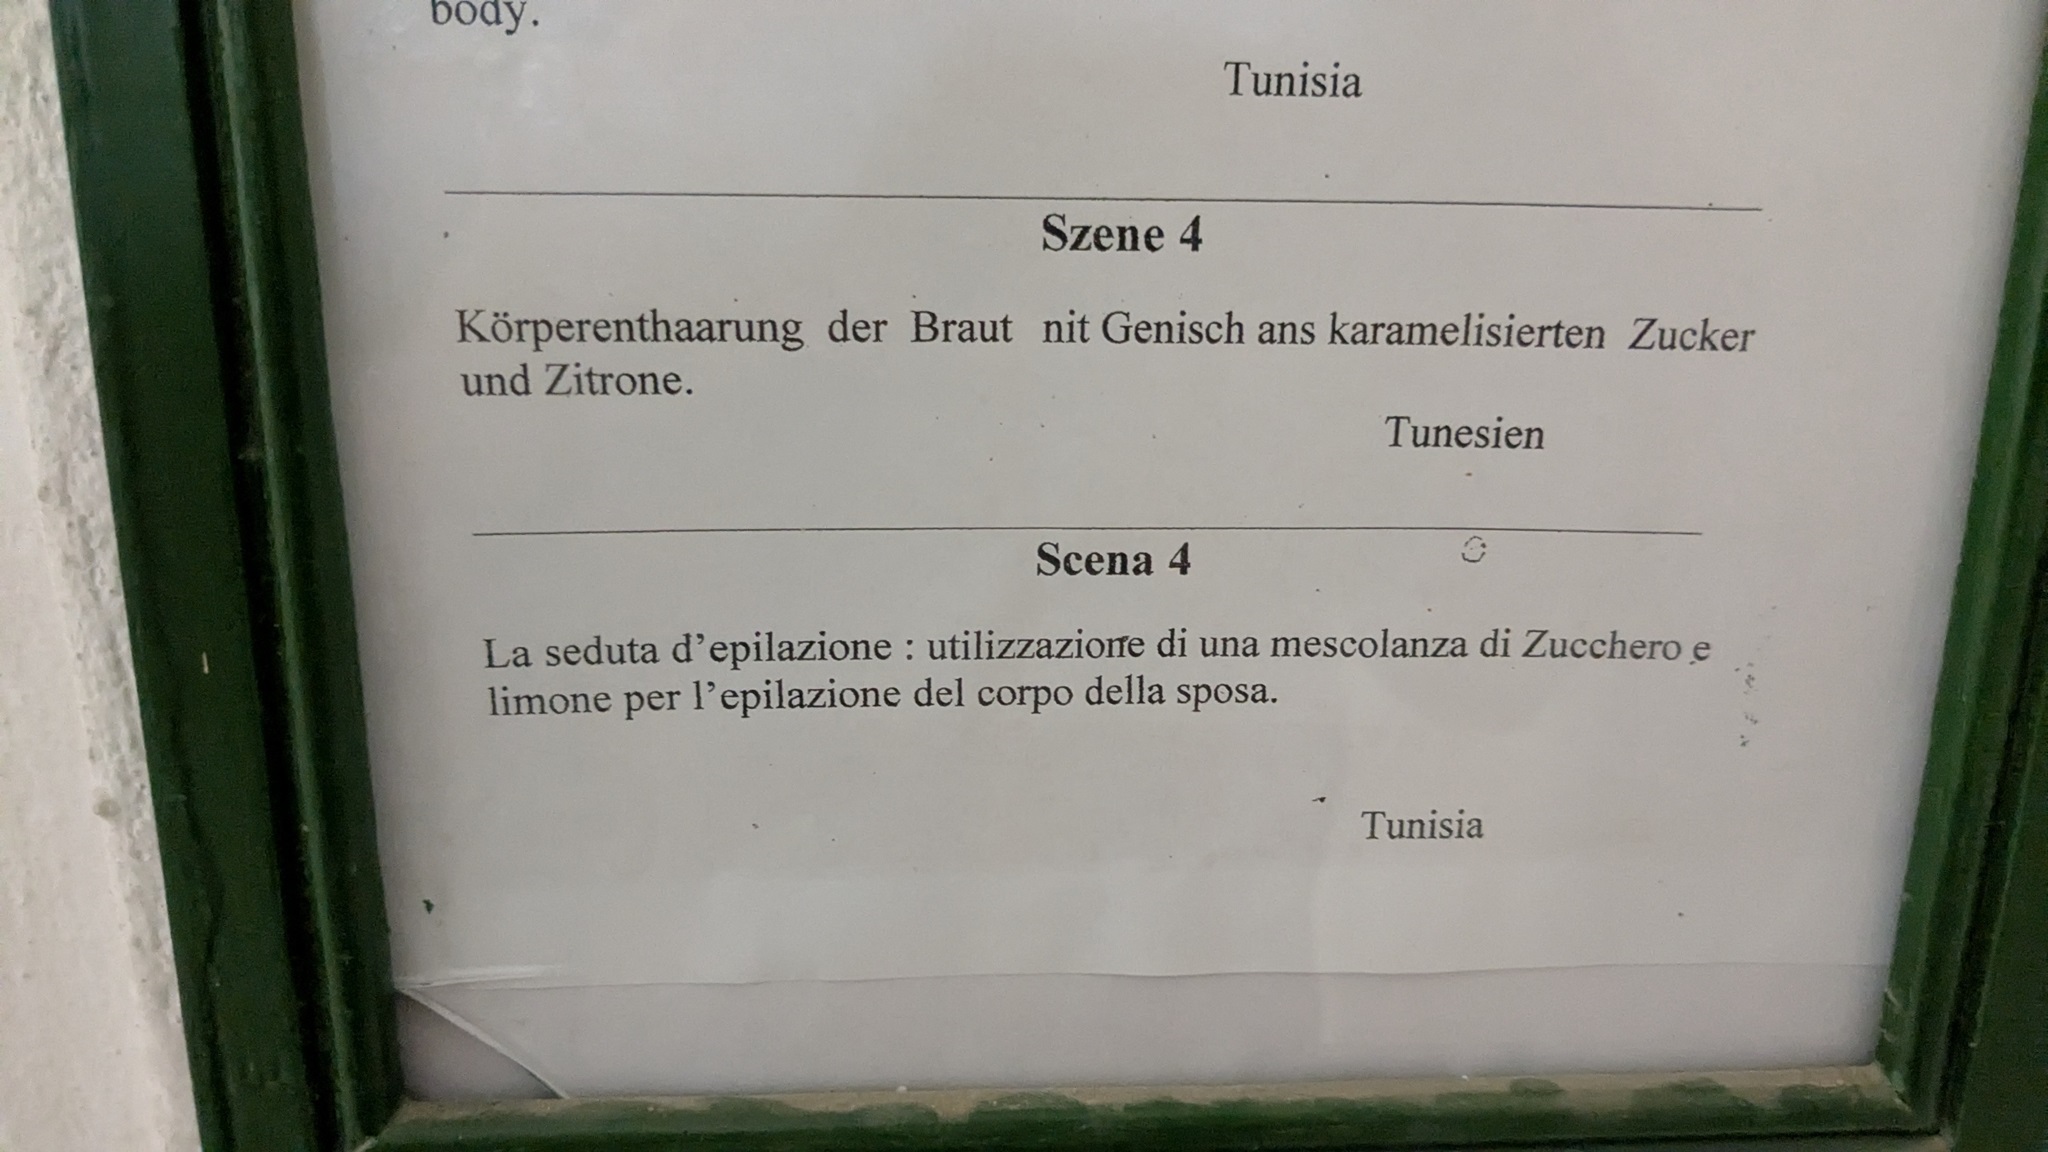 body.
Tunisia
Szene 4
Körperenthaarung der Braut nit Genisch ans karamelisierten Zucker
und Zitrone.
Tunesien
Scena 4
La seduta d’epilazione : utilizzazione di una mescolanza di Zucchero e
limone per l’epilazione del corpo della sposa.
Tunisia